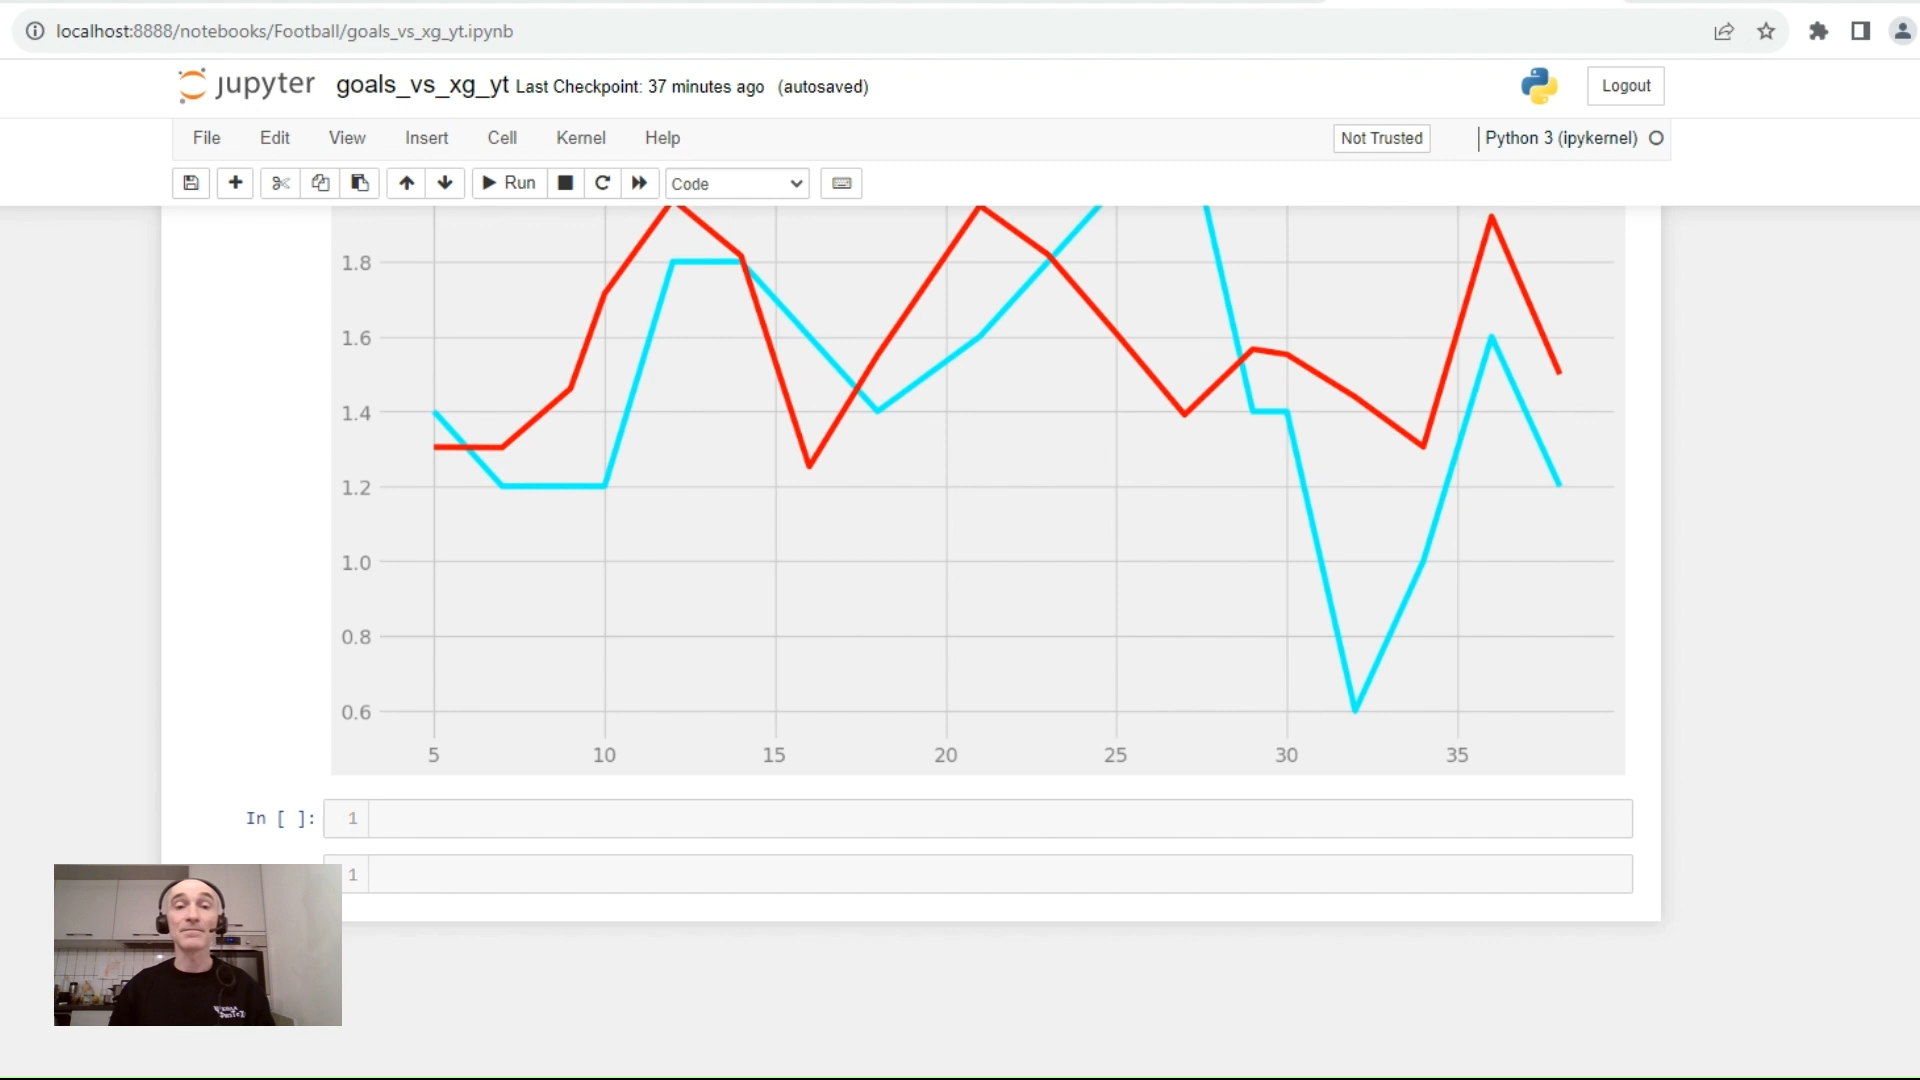 localhost:8888/notebooks/Football/goals_vs_xg_yt.ipynb
jupyter goals_vs_xg_yt Last Checkpoint: 37 minutes ago (autosaved)
Logout
File Edit View Insert Cell Kernel Help
Not Trusted
Python 3 (ipykernel)
Run
Code
1.8
1.6
1.4
1.2
1.0
0.8
0.6
5 10 15 20 25 30 35
In [ ]: 1
1